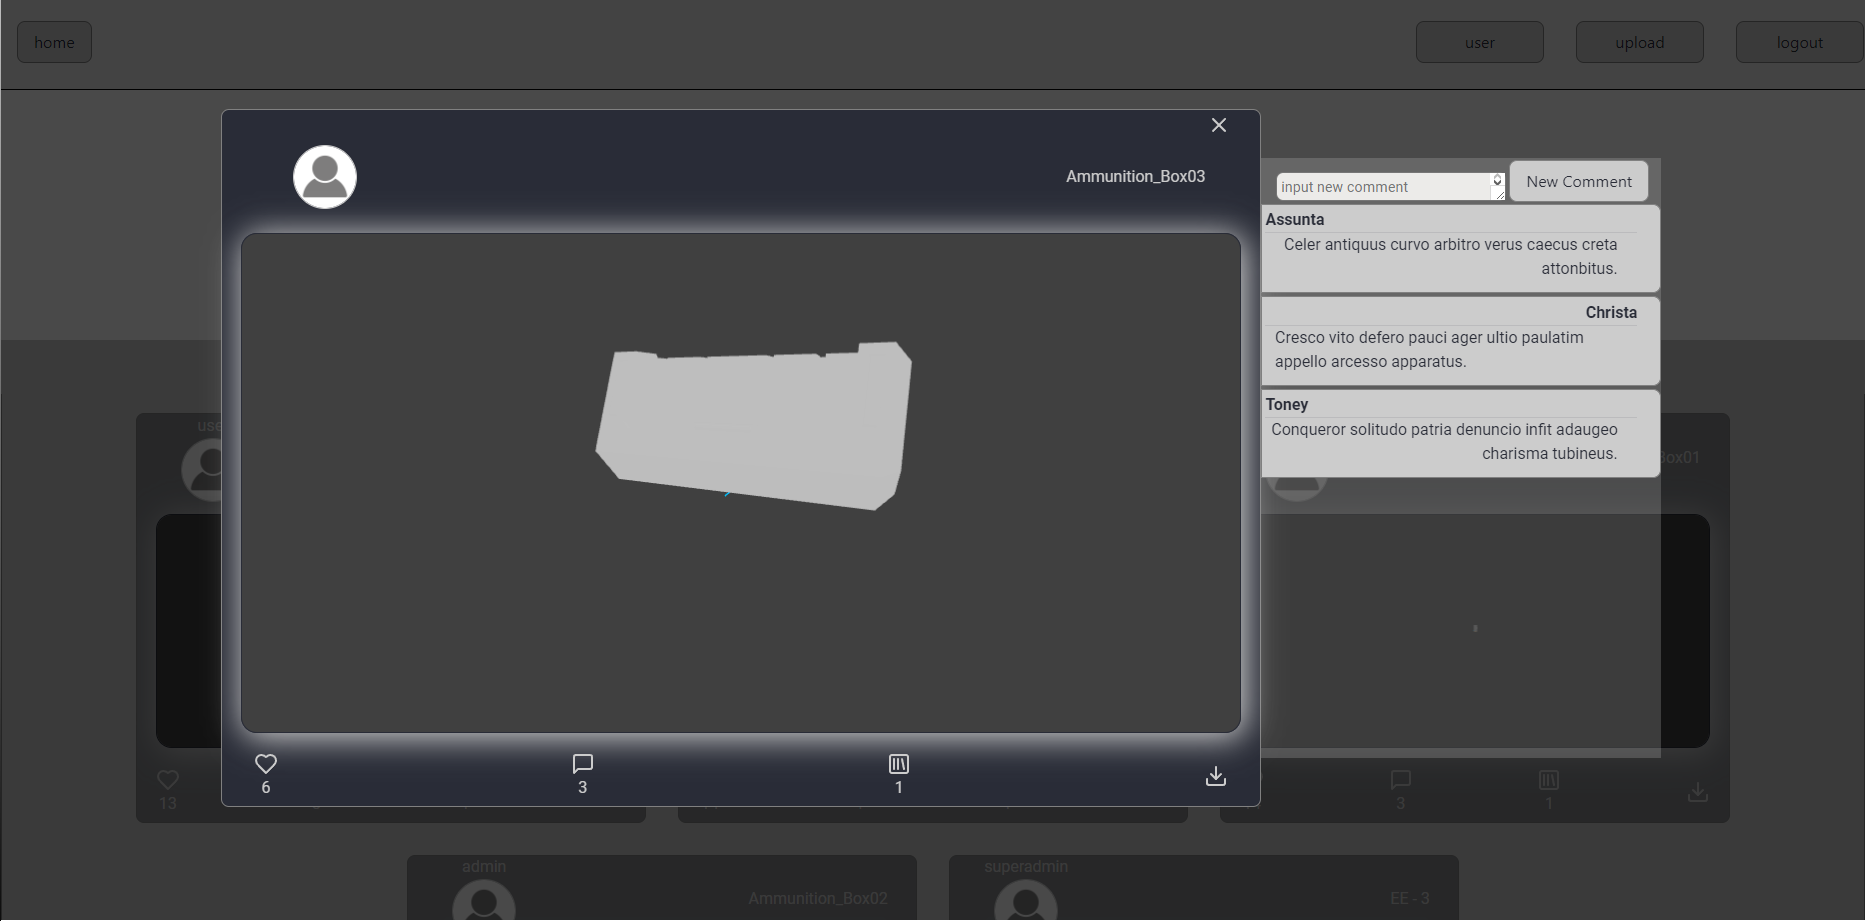 home
user
upload
logout
Ammunition_Box03
input new comment
New Comment
Assunta
Celer antiquus curvo arbitro verus caecus creta
attonbitus.
Christa
Cresco vito defero pauci ager ultio paulatim
appello arcesso apparatus.
Toney
Conqueror solitudo patria denuncio infit adaugeo
charisma tubineus.
6
3
1
13
3
1
admin
Ammunition_Box02
superadmin
EE - 3